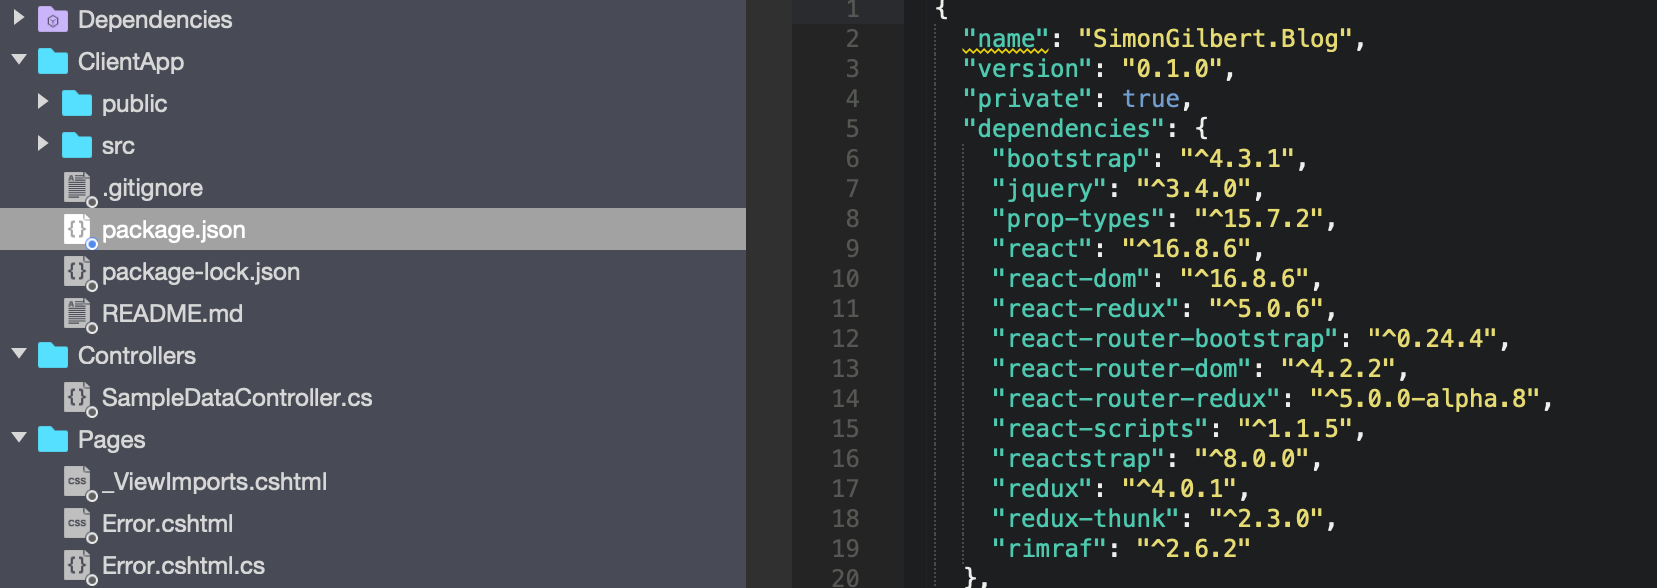 Dependencies
ClientApp
public
src
.gitignore
package.json
package-lock.json
README.md
Controllers
SampleDataController.cs
Pages
_ViewImports.cshtml
Error.cshtml
Error.cshtml.cs
1 {
2 "name": "SimonGilbert.Blog",
3 "version": "0.1.0",
4 "private": true,
5 "dependencies": {
6 "bootstrap": "^4.3.1",
7 "jquery": "^3.4.0",
8 "prop-types": "^15.7.2",
9 "react": "^16.8.6",
10 "react-dom": "^16.8.6",
11 "react-redux": "^5.0.6",
12 "react-router-bootstrap": "^0.24.4",
13 "react-router-dom": "^4.2.2",
14 "react-router-redux": "^5.0.0-alpha.8",
15 "react-scripts": "^1.1.5",
16 "reactstrap": "^8.0.0",
17 "redux": "^4.0.1",
18 "redux-thunk": "^2.3.0",
19 "rimraf": "^2.6.2"
20 },